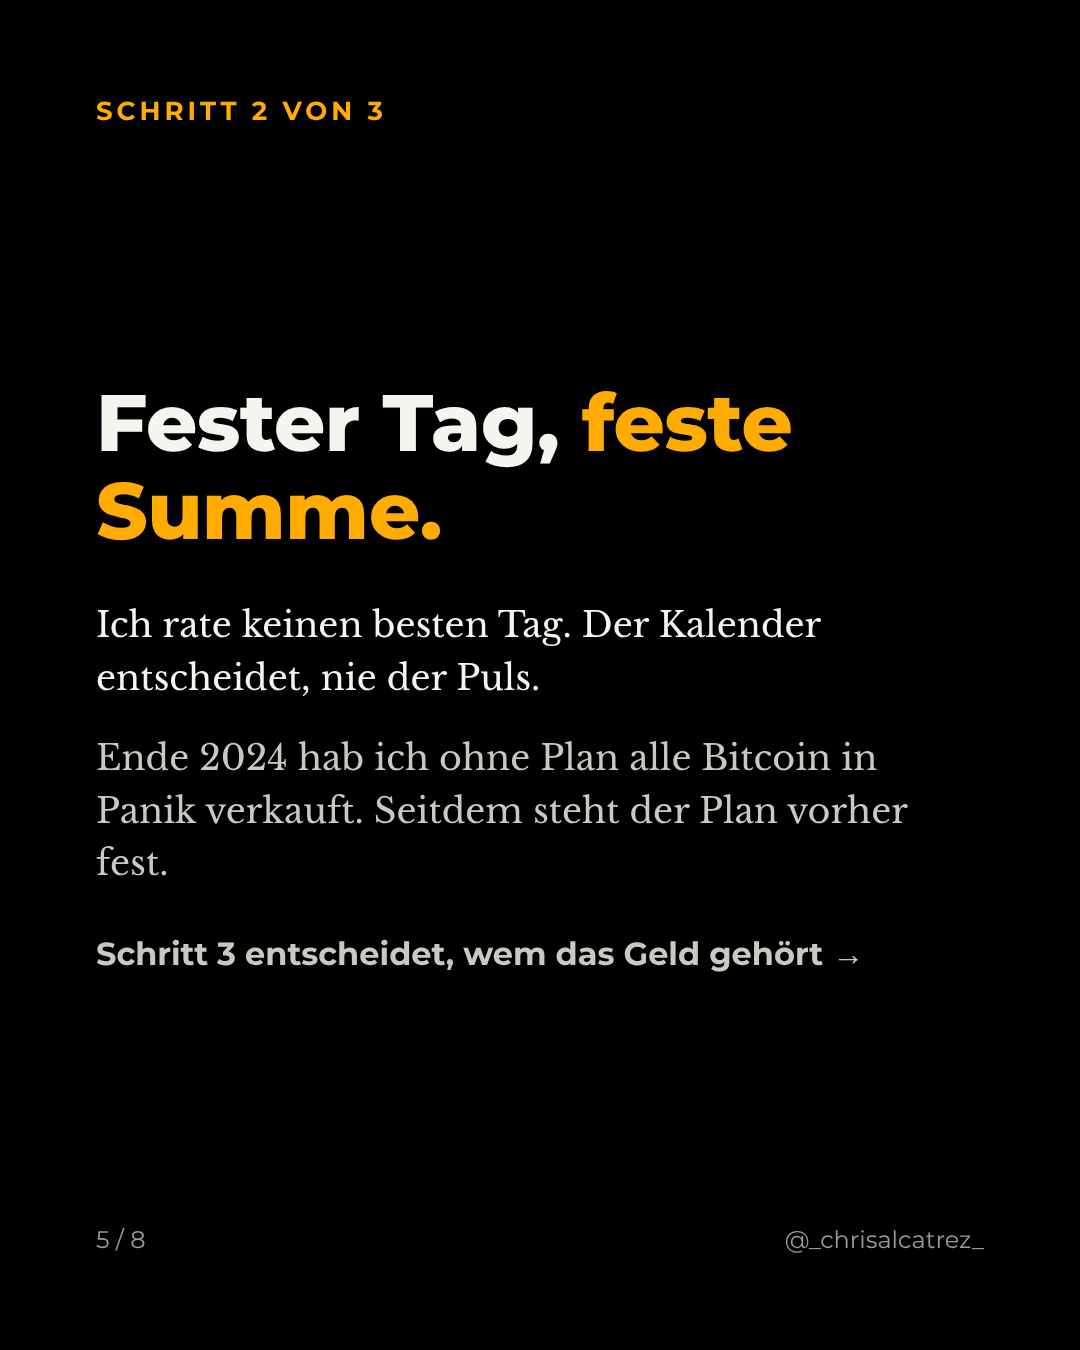 SCHRITT 2 VON 3
Fester Tag, feste
Summe.
Ich rate keinen besten Tag. Der Kalender
entscheidet, nie der Puls.
Ende 2024 hab ich ohne Plan alle Bitcoin in
Panik verkauft. Seitdem steht der Plan vorher
fest.
Schritt 3 entscheidet, wem das Geld gehört →
5 / 8
@_chrisalcatrez_